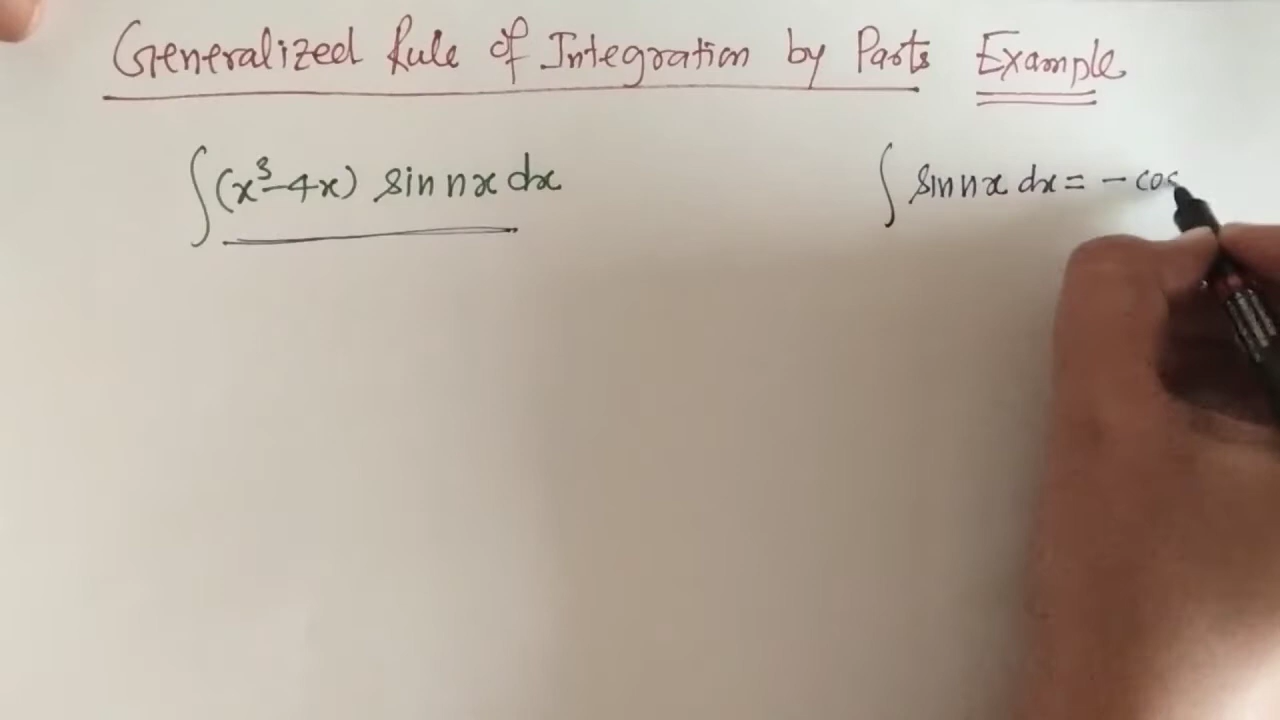 Generalized Rule of Integration by Parts Example
∫(x³-4x) sin nx dx
∫ sin nx dx = - cos